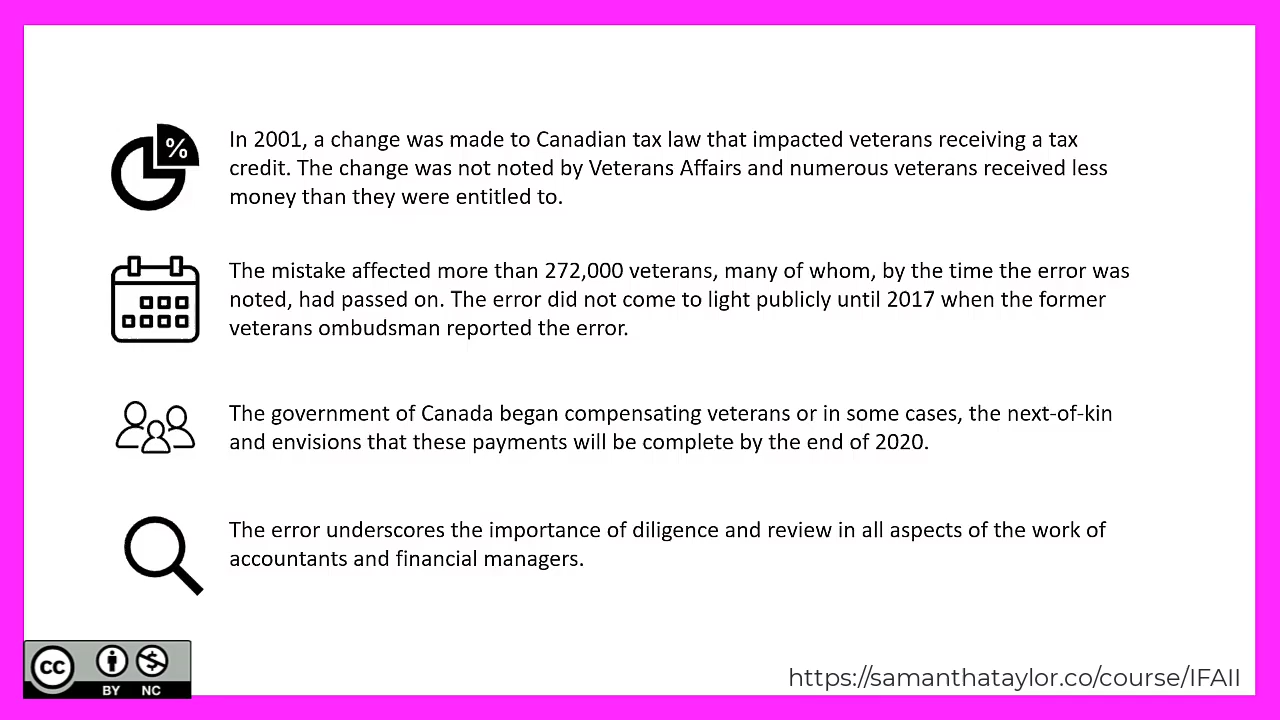 %
In 2001, a change was made to Canadian tax law that impacted veterans receiving a tax
credit. The change was not noted by Veterans Affairs and numerous veterans received less
money than they were entitled to.
The mistake affected more than 272,000 veterans, many of whom, by the time the error was
noted, had passed on. The error did not come to light publicly until 2017 when the former
veterans ombudsman reported the error.
The government of Canada began compensating veterans or in some cases, the next-of-kin
and envisions that these payments will be complete by the end of 2020.
The error underscores the importance of diligence and review in all aspects of the work of
accountants and financial managers.
cc
BY NC
https://samanthataylor.co/course/IFAII